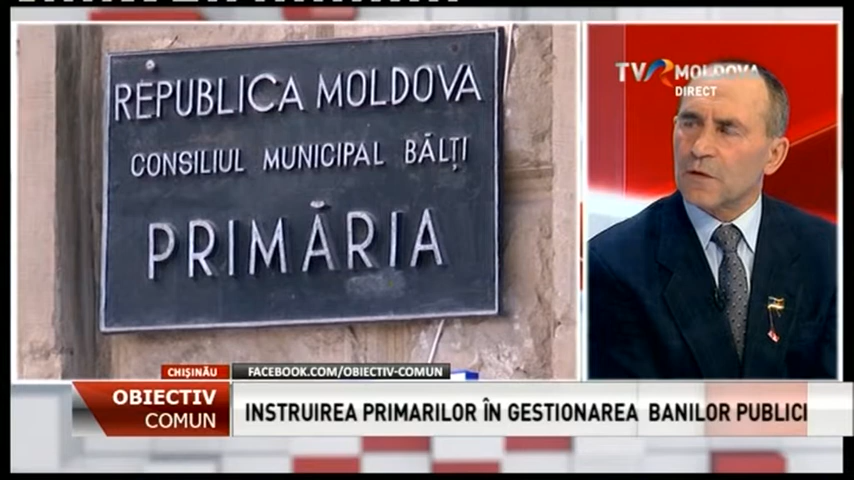 REPUBLICA MOLDOVA
CONSILIUL MUNICIPAL BĂLȚI
PRIMĂRIA
TVR MOLDOVA
DIRECT
CHIȘINĂU
FACEBOOK.COM/OBIECTIV-COMUN
OBIECTIV
COMUN
INSTRUIREA PRIMARILOR ÎN GESTIONAREA BANILOR PUBLICI